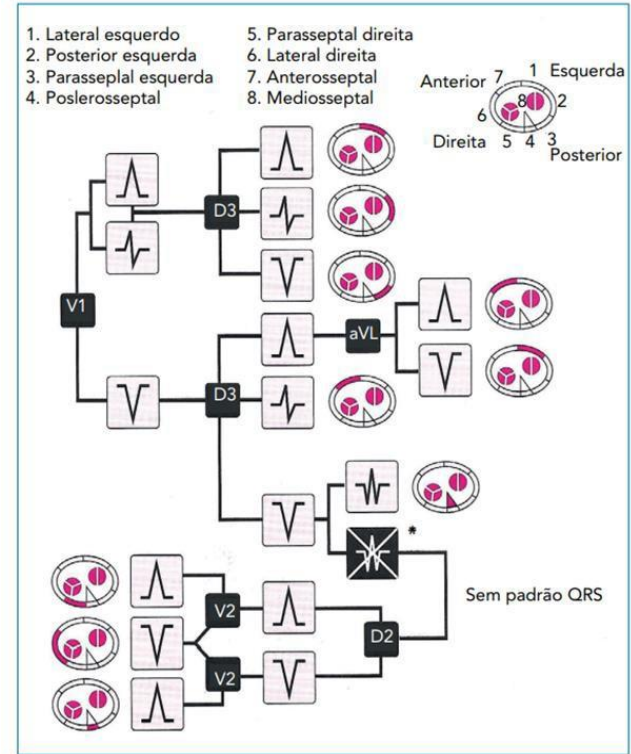 1. Lateral esquerdo
2. Posterior esquerda
3. Parasseplal esquerda
4. Poslerosseptal
5. Parasseptal direita
6. Lateral direita
7. Anterosseptal
8. Mediosseptal
Anterior 7 1 Esquerda
6 8 2
Direita 5 4 3
Posterior
D3
V1
aVL
D3
*
Sem padrão QRS
V2
D2
V2